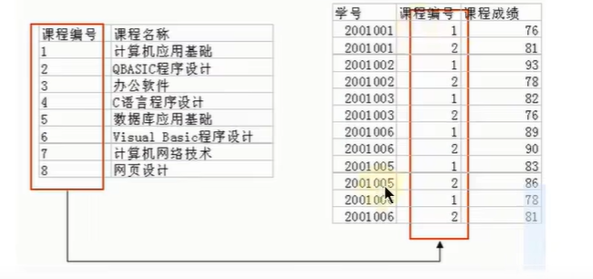 课程编号 课程名称
1 计算机应用基础
2 QBASIC程序设计
3 办公软件
4 C语言程序设计
5 数据库应用基础
6 Visual Basic程序设计
7 计算机网络技术
8 网页设计
学号 课程编号 课程成绩
2001001 1 76
2001001 2 81
2001002 1 93
2001002 2 78
2001003 1 82
2001003 2 76
2001006 1 89
2001006 2 90
2001005 1 83
2001005 2 86
1 78
2001006 2 81